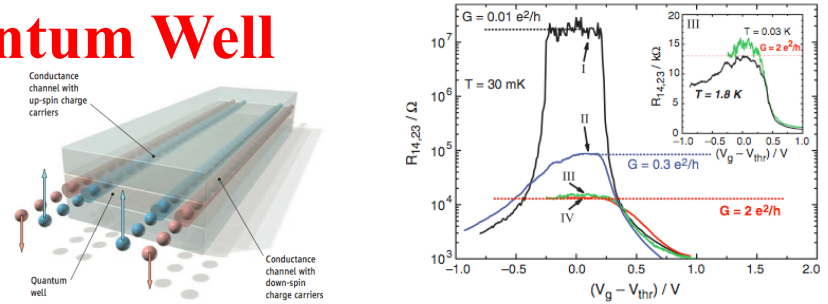 ntum Well
Conductance
channel with
up-spin charge
carriers
Quantum
well
Conductance
channel with
down-spin
charge carriers
G = 0.01 e²/h
T = 30 mK
I
II
G = 0.3 e²/h
III
IV
G = 2 e²/h
R₁₄,₂₃ / Ω
10⁷
10⁶
10⁵
10⁴
10³
-1.0 -0.5 0.0 0.5 1.0 1.5 2.0
(Vg – Vthr) / V
III
T = 0.03 K
G = 2 e²/h
T = 1.8 K
R₁₄,₂₃ / kΩ
20
15
10
5
0
-1.0 -0.5 0.0 0.5 1.0
(Vg – Vthr) / V